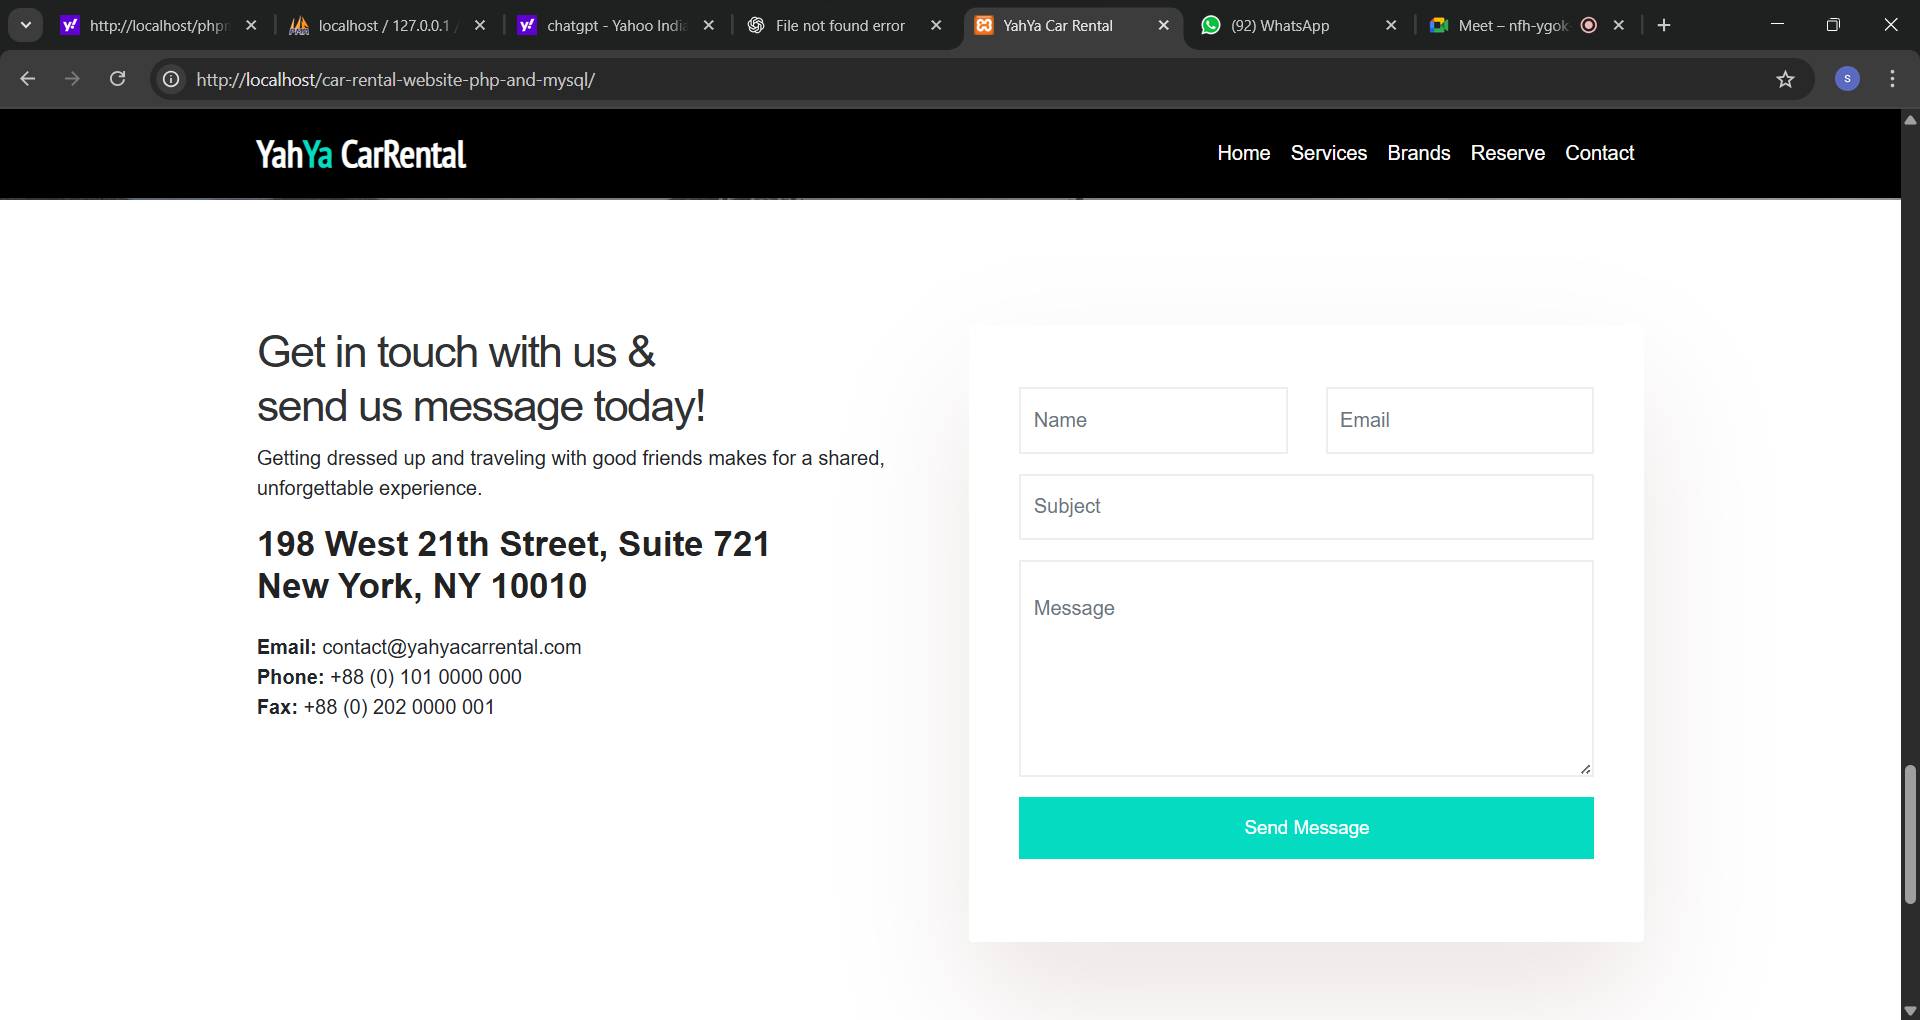 http://localhost/phpn
localhost / 127.0.0.1 /
chatgpt - Yahoo India
File not found error
YahYa Car Rental
(92) WhatsApp
Meet – nfh-ygok-
http://localhost/car-rental-website-php-and-mysql/
S
YahYa CarRental
Home Services Brands Reserve Contact
Get in touch with us &
send us message today!
Getting dressed up and traveling with good friends makes for a shared,
unforgettable experience.
198 West 21th Street, Suite 721
New York, NY 10010
Email: contact@yahyacarrental.com
Phone: +88 (0) 101 0000 000
Fax: +88 (0) 202 0000 001
Name
Email
Subject
Message
Send Message